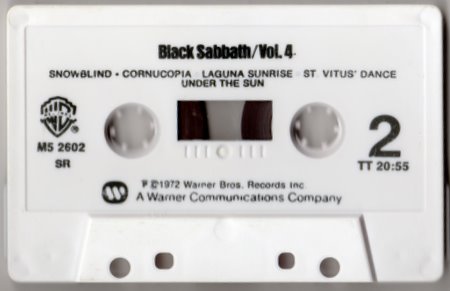 Black Sabbath/Vol. 4
SNOWBLIND • CORNUCOPIA • LAGUNA SUNRISE • ST. VITUS' DANCE
UNDER THE SUN
WB
M5 2602
SR
2
TT 20:55
℗ ©1972 Warner Bros. Records Inc.
A Warner Communications Company